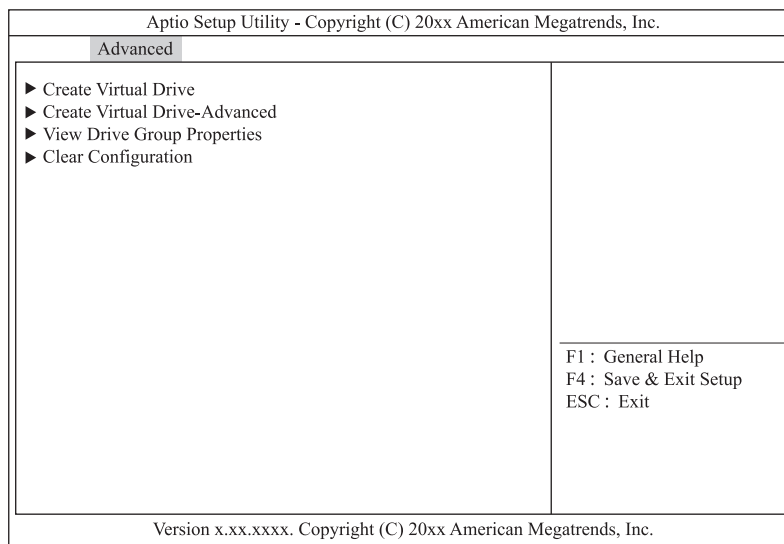 Aptio Setup Utility - Copyright (C) 20xx American Megatrends, Inc.
Advanced
▶ Create Virtual Drive
▶ Create Virtual Drive-Advanced
▶ View Drive Group Properties
▶ Clear Configuration
F1 : General Help
F4 : Save & Exit Setup
ESC : Exit
Version x.xx.xxxx. Copyright (C) 20xx American Megatrends, Inc.